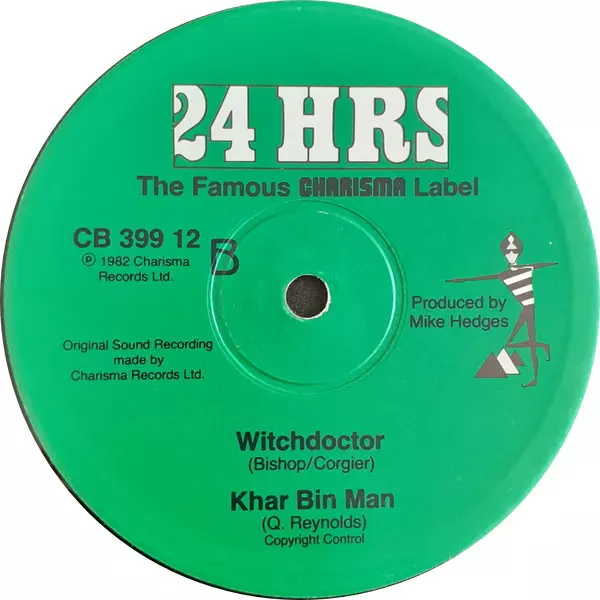 24 HRS
The Famous CHARISMA Label
CB 399 12
B
℗ 1982 Charisma
Records Ltd.
Produced by
Mike Hedges
Original Sound Recording
made by
Charisma Records Ltd.
Witchdoctor
(Bishop/Corgier)
Khar Bin Man
(Q. Reynolds)
Copyright Control